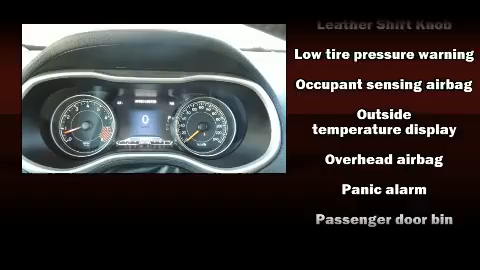 Leather Shift Knob
Low tire pressure warning
Occupant sensing airbag
Outside
temperature display
Overhead airbag
Panic alarm
Passenger door bin
0